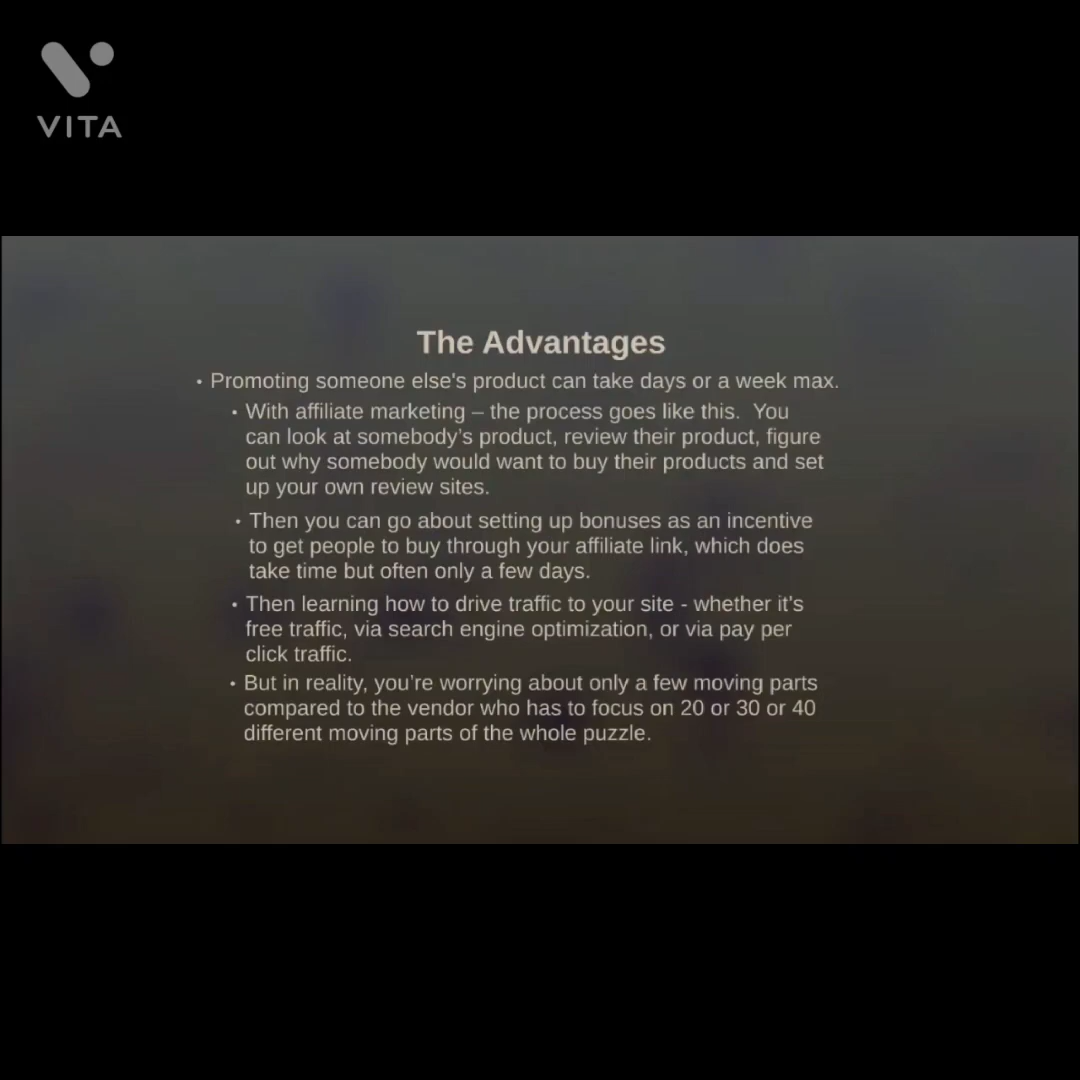 VITA
The Advantages
• Promoting someone else's product can take days or a week max.
• With affiliate marketing – the process goes like this.  You
can look at somebody’s product, review their product, figure
out why somebody would want to buy their products and set
up your own review sites.
• Then you can go about setting up bonuses as an incentive
to get people to buy through your affiliate link, which does
take time but often only a few days.
• Then learning how to drive traffic to your site - whether it's
free traffic, via search engine optimization, or via pay per
click traffic.
• But in reality, you’re worrying about only a few moving parts
compared to the vendor who has to focus on 20 or 30 or 40
different moving parts of the whole puzzle.